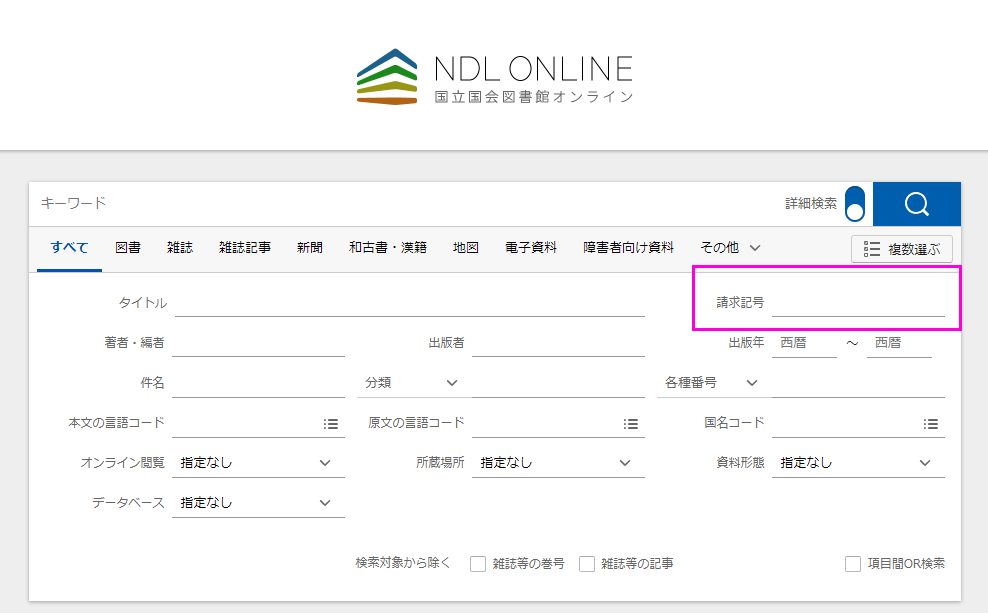 NDL ONLINE
国立国会図書館オンライン
キーワード 詳細検索
すべて 図書 雑誌 雑誌記事 新聞 和古書・漢籍 地図 電子資料 障害者向け資料 その他 複数選ぶ
タイトル 請求記号
著者・編者 出版者 出版年 西暦 ～ 西暦
件名 分類 各種番号
本文の言語コード 原文の言語コード 国名コード
オンライン閲覧 指定なし 所蔵場所 指定なし 資料形態 指定なし
データベース 指定なし
検索対象から除く 雑誌等の巻号 雑誌等の記事 項目間OR検索